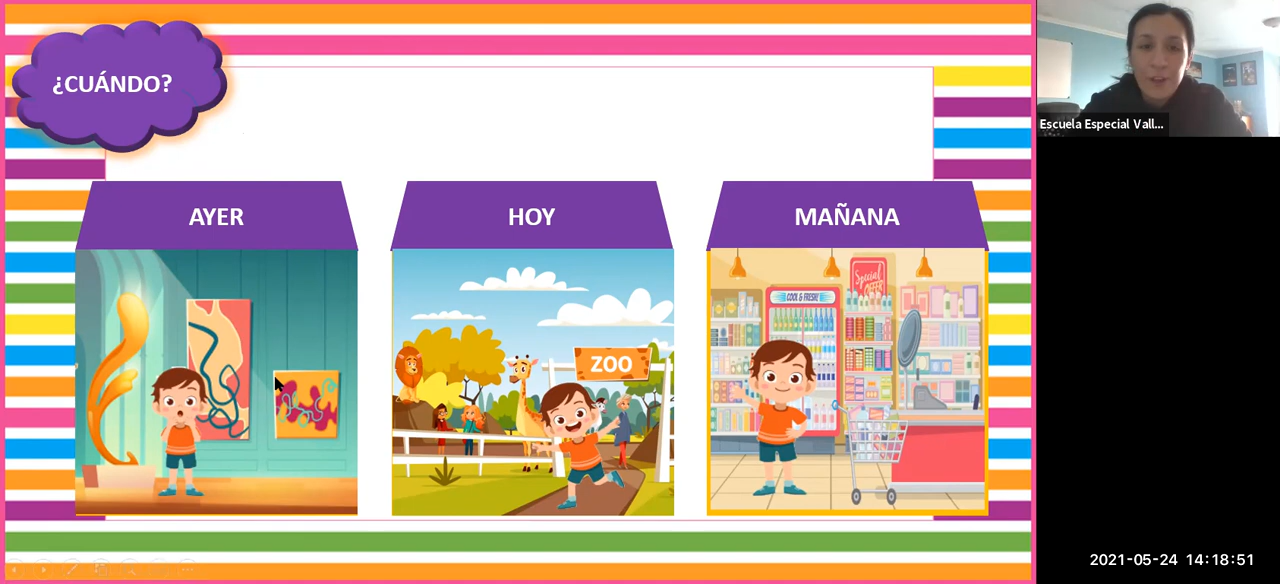 ¿CUÁNDO?
AYER
HOY
MAÑANA
ZOO
Special
OFFER
COOL & FRESH!
Escuela Especial Vall...
2021-05-24 14:18:51